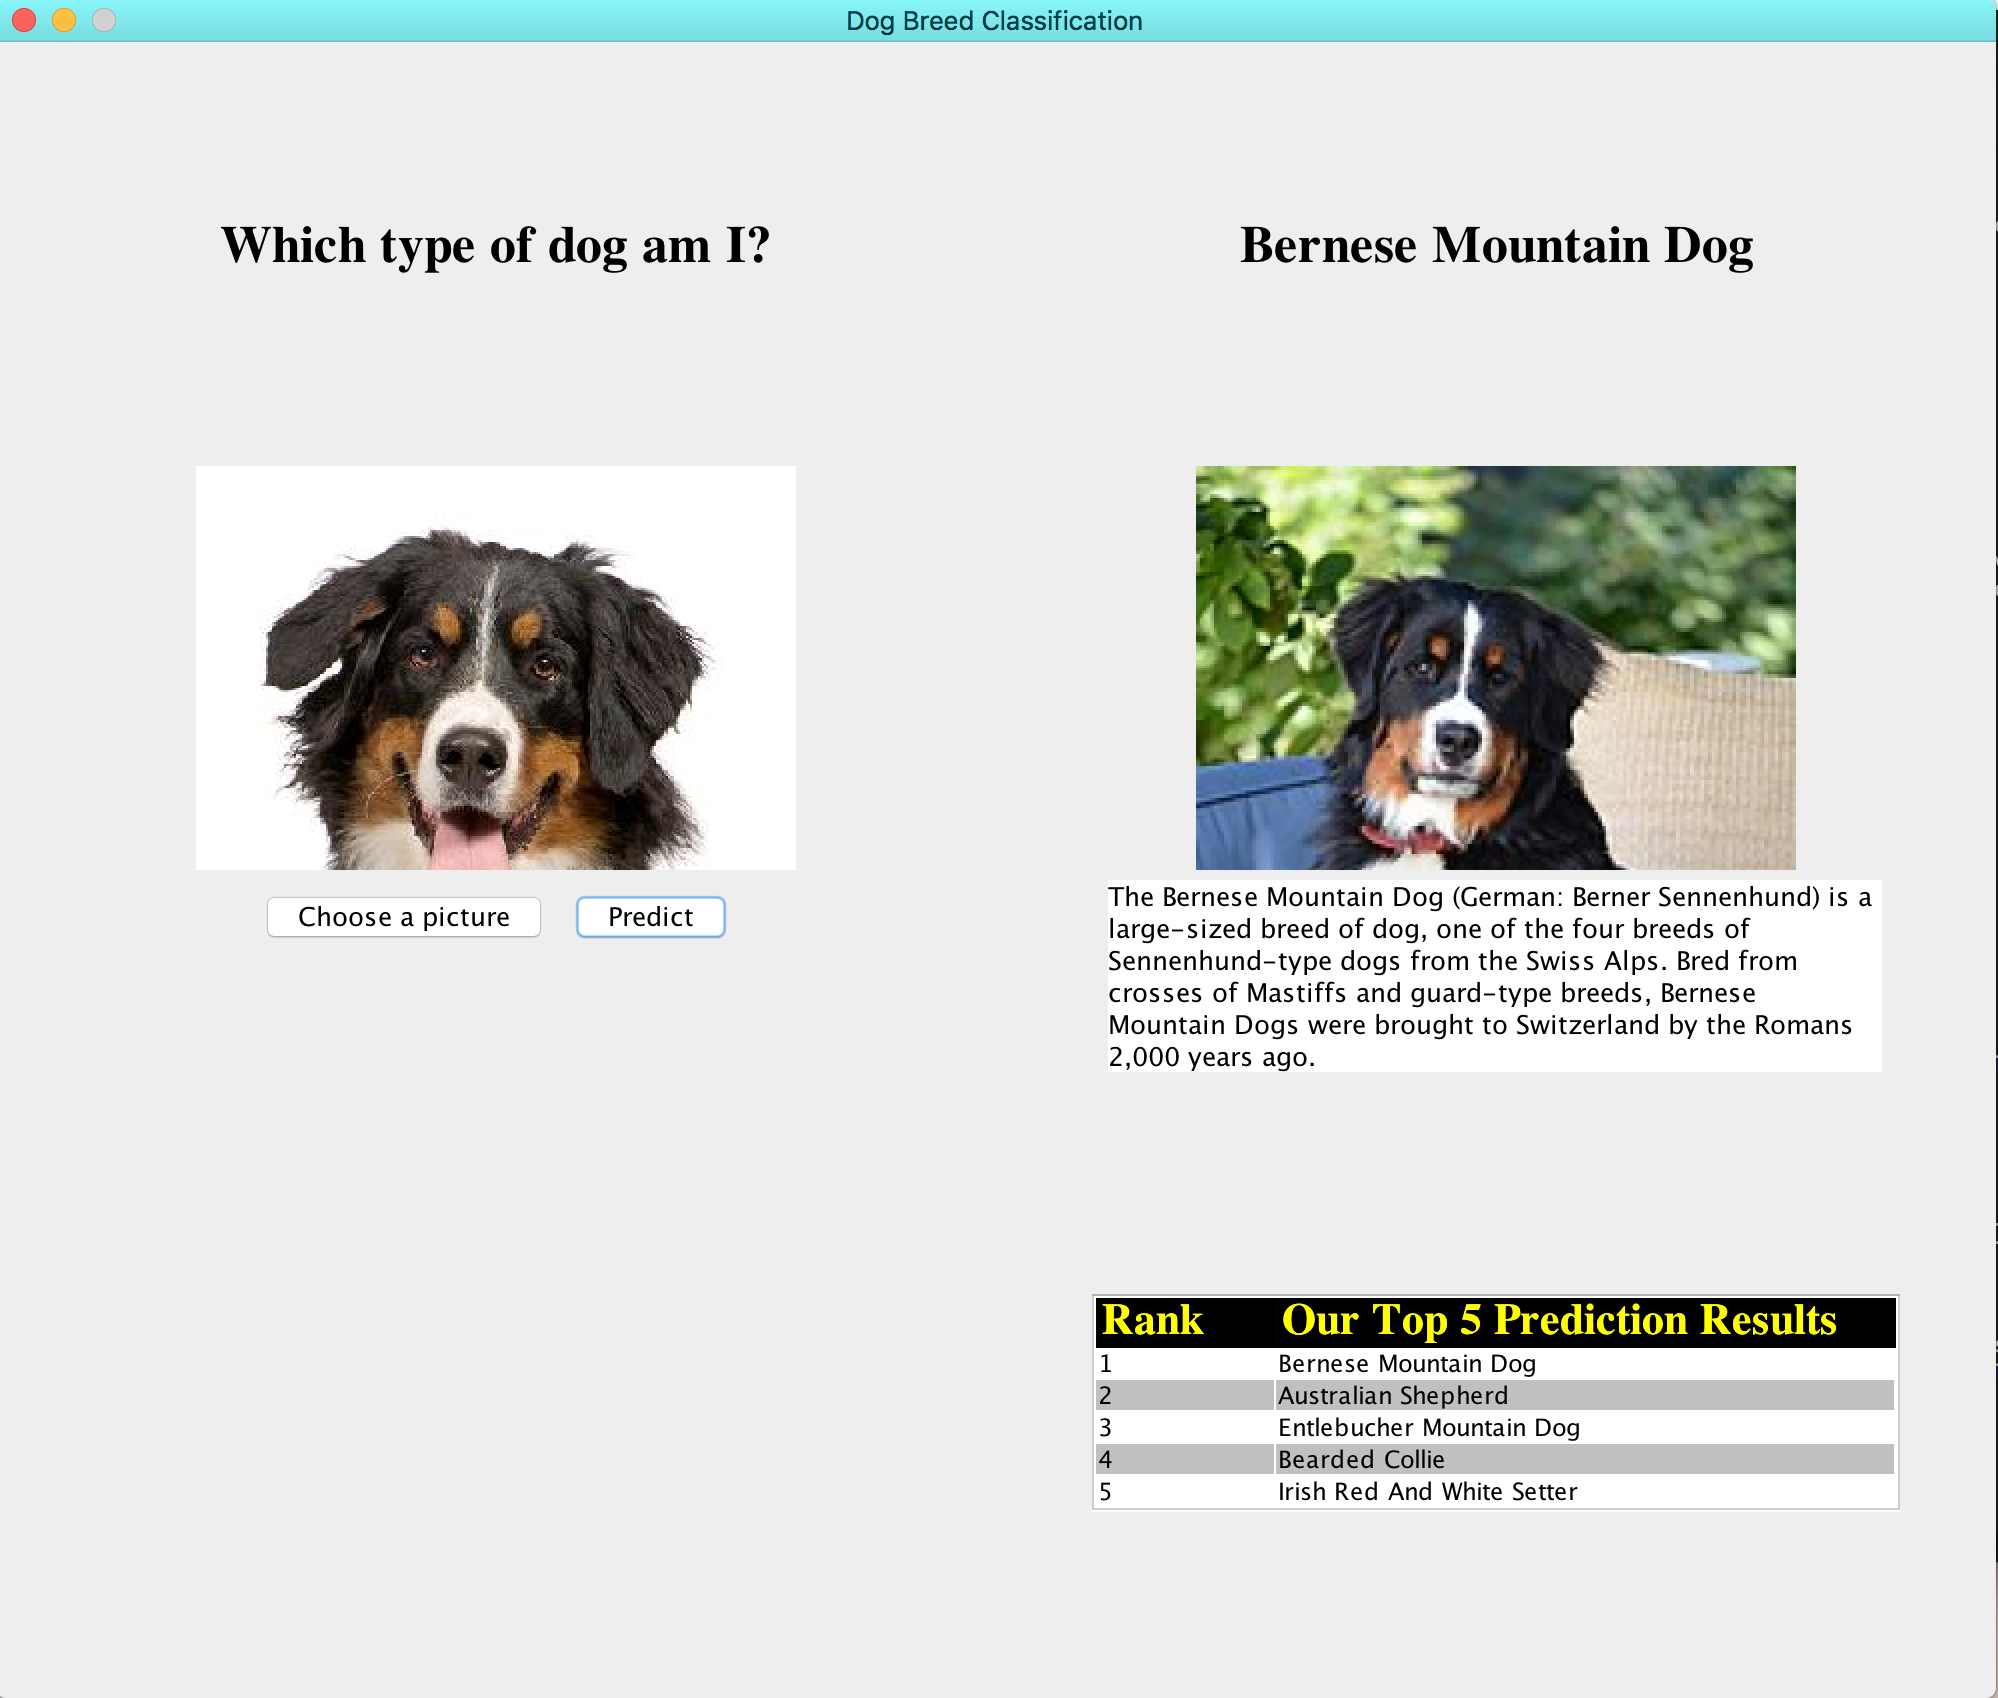 Dog Breed Classification
Which type of dog am I?
Choose a picture
Predict
Bernese Mountain Dog
The Bernese Mountain Dog (German: Berner Sennenhund) is a
large-sized breed of dog, one of the four breeds of
Sennenhund-type dogs from the Swiss Alps. Bred from
crosses of Mastiffs and guard-type breeds, Bernese
Mountain Dogs were brought to Switzerland by the Romans
2,000 years ago.
Rank Our Top 5 Prediction Results
1 Bernese Mountain Dog
2 Australian Shepherd
3 Entlebucher Mountain Dog
4 Bearded Collie
5 Irish Red And White Setter